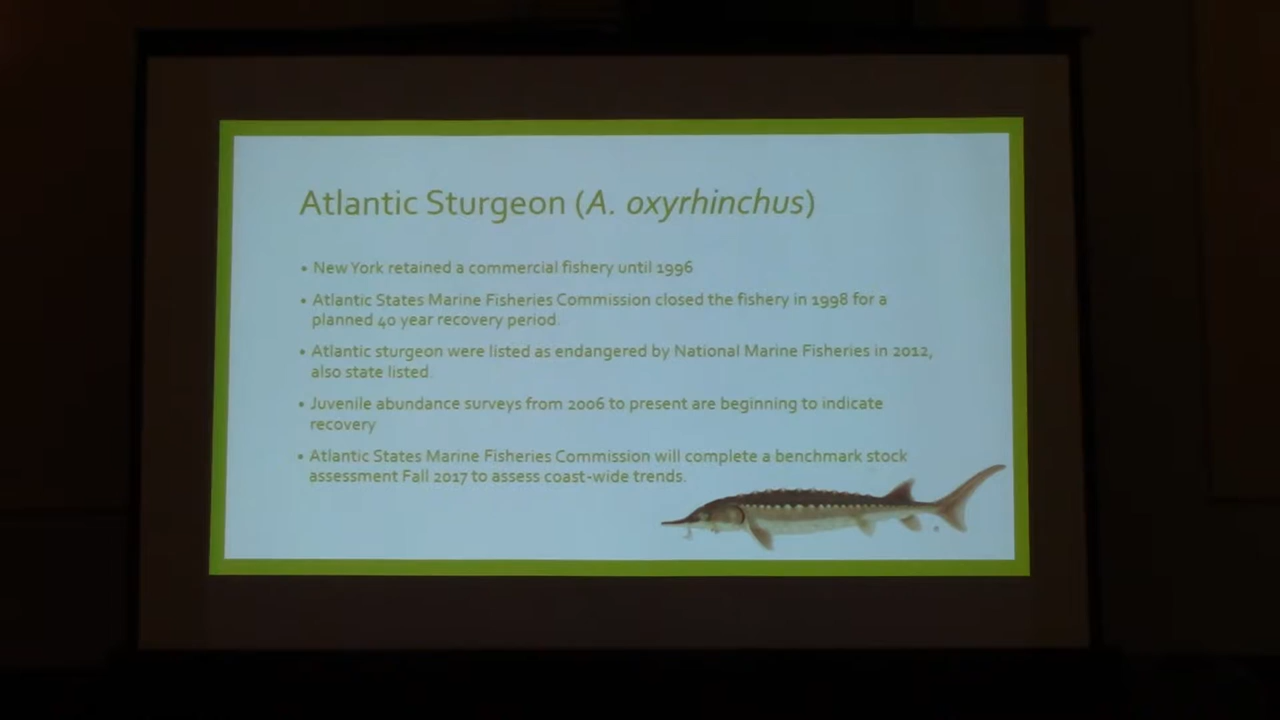 Atlantic Sturgeon (A. oxyrhinchus)
• New York retained a commercial fishery until 1996
• Atlantic States Marine Fisheries Commission closed the fishery in 1998 for a
planned 40 year recovery period.
• Atlantic sturgeon were listed as endangered by National Marine Fisheries in 2012,
also state listed.
• Juvenile abundance surveys from 2006 to present are beginning to indicate
recovery
• Atlantic States Marine Fisheries Commission will complete a benchmark stock
assessment Fall 2017 to assess coast-wide trends.